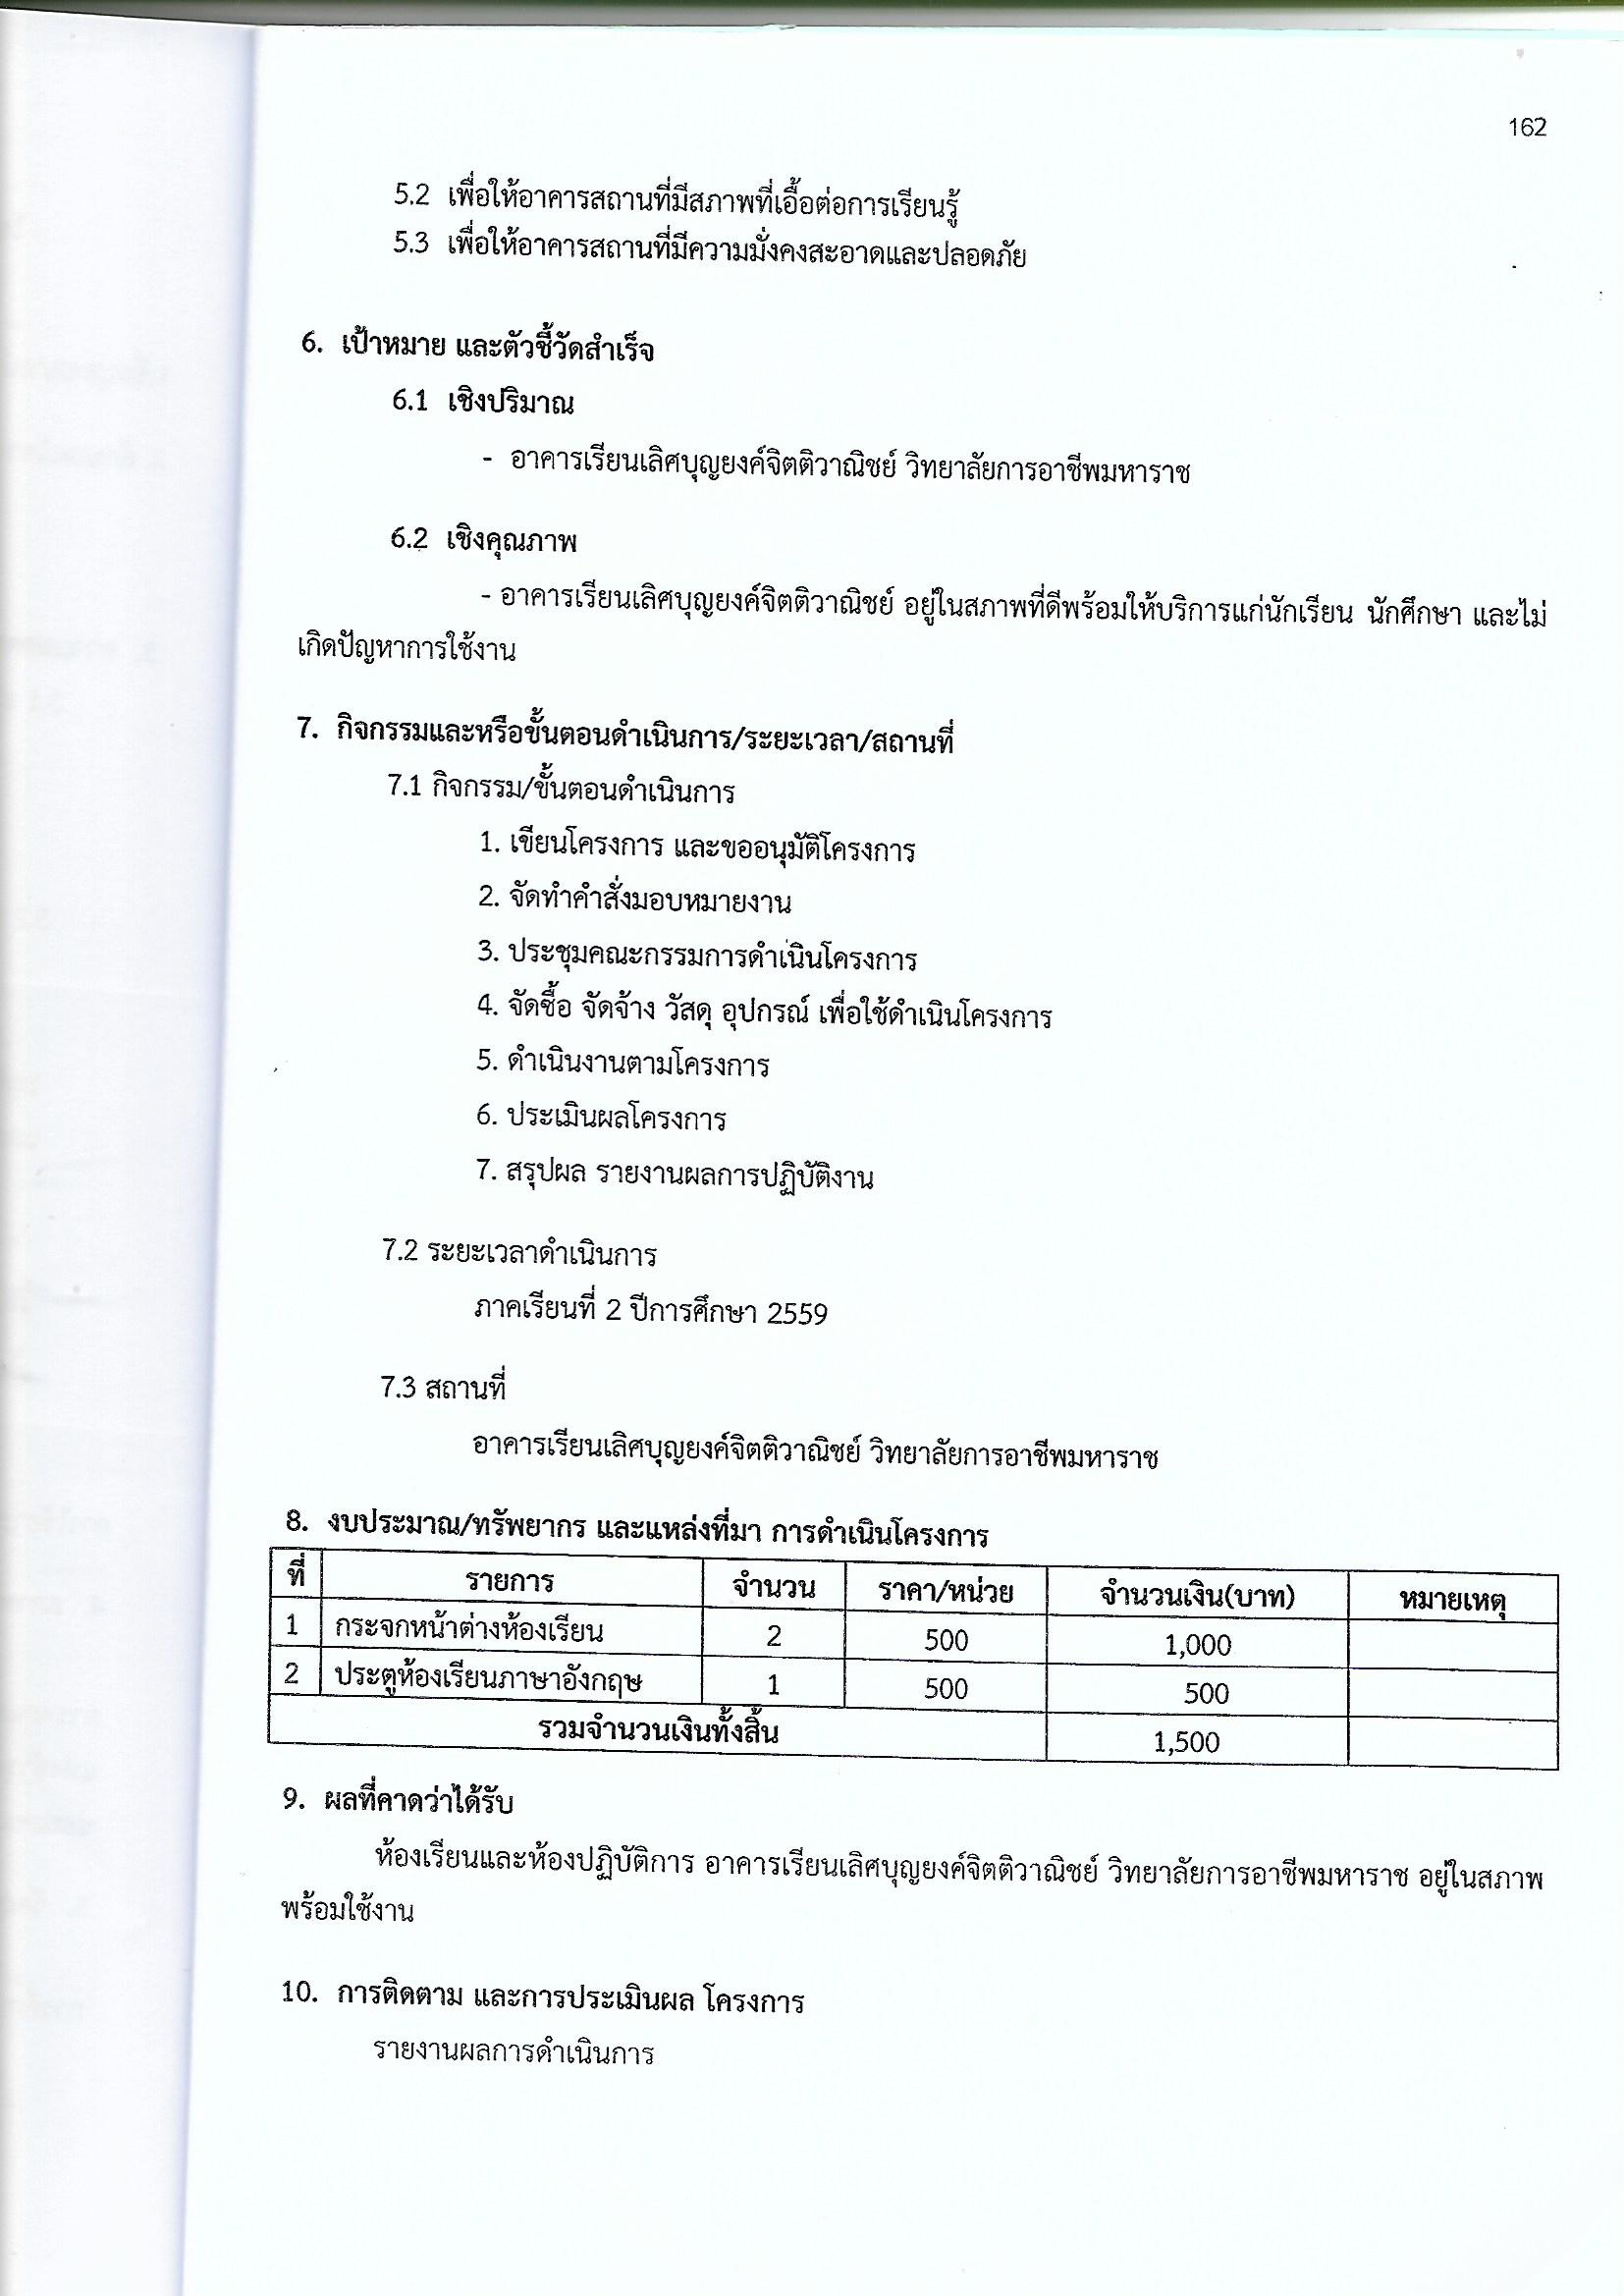 162
5.2 เพื่อให้อาคารสถานที่มีสภาพที่เอื้อต่อการเรียนรู้
5.3 เพื่อให้อาคารสถานที่มีความมั่งคงสะอาดและปลอดภัย
6. เป้าหมาย และตัวชี้วัดสำเร็จ
6.1 เชิงปริมาณ
- อาคารเรียนเลิศบุญยงค์จิตติวาณิชย์ วิทยาลัยการอาชีพมหาราช
6.2 เชิงคุณภาพ
- อาคารเรียนเลิศบุญยงค์จิตติวาณิชย์ อยู่ในสภาพที่ดีพร้อมให้บริการแก่นักเรียน นักศึกษา และไม่
เกิดปัญหาการใช้งาน
7. กิจกรรมและหรือขั้นตอนดำเนินการ/ระยะเวลา/สถานที่
7.1 กิจกรรม/ขั้นตอนดำเนินการ
1. เขียนโครงการ และขออนุมัติโครงการ
2. จัดทำคำสั่งมอบหมายงาน
3. ประชุมคณะกรรมการดำเนินโครงการ
4. จัดซื้อ จัดจ้าง วัสดุ อุปกรณ์ เพื่อใช้ดำเนินโครงการ
5. ดำเนินงานตามโครงการ
6. ประเมินผลโครงการ
7. สรุปผล รายงานผลการปฏิบัติงาน
7.2 ระยะเวลาดำเนินการ
ภาคเรียนที่ 2 ปีการศึกษา 2559
7.3 สถานที่
อาคารเรียนเลิศบุญยงค์จิตติวาณิชย์ วิทยาลัยการอาชีพมหาราช
8. งบประมาณ/ทรัพยากร และแหล่งที่มา การดำเนินโครงการ
ที่ รายการ จำนวน ราคา/หน่วย จำนวนเงิน(บาท) หมายเหตุ
1 กระจกหน้าต่างห้องเรียน 2 500 1,000
2 ประตูห้องเรียนภาษาอังกฤษ 1 500 500
รวมจำนวนเงินทั้งสิ้น 1,500
9. ผลที่คาดว่าได้รับ
ห้องเรียนและห้องปฏิบัติการ อาคารเรียนเลิศบุญยงค์จิตติวาณิชย์ วิทยาลัยการอาชีพมหาราช อยู่ในสภาพ
พร้อมใช้งาน
10. การติดตาม และการประเมินผล โครงการ
รายงานผลการดำเนินการ